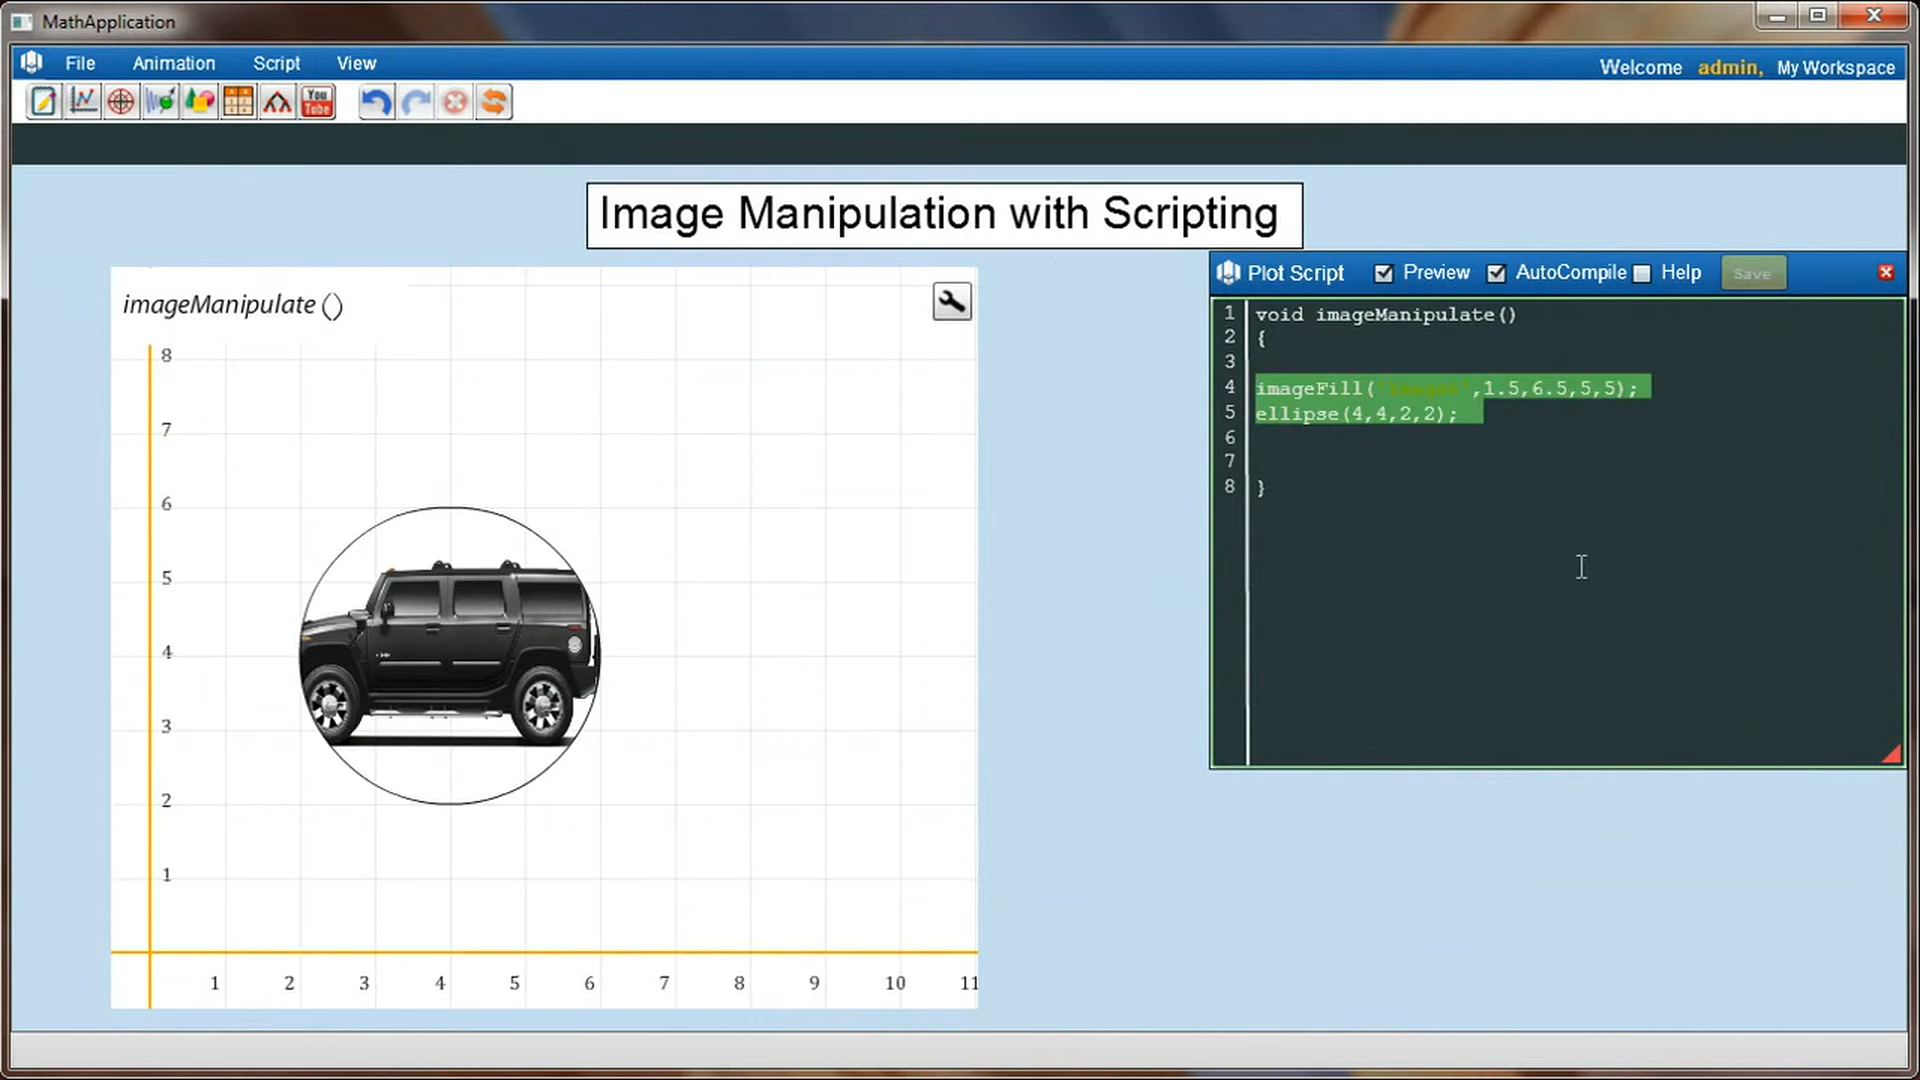 MathApplication
File Animation Script View
Welcome admin, My Workspace
You
Tube
Image Manipulation with Scripting
Plot Script Preview AutoCompile Help Save
imageManipulate ()
1 void imageManipulate()
2 {
3
4 imageFill( ,1.5,6.5,5,5);
5 ellipse(4,4,2,2);
6
7
8 }
8
7
6
5
4
3
2
1
1 2 3 4 5 6 7 8 9 10 11